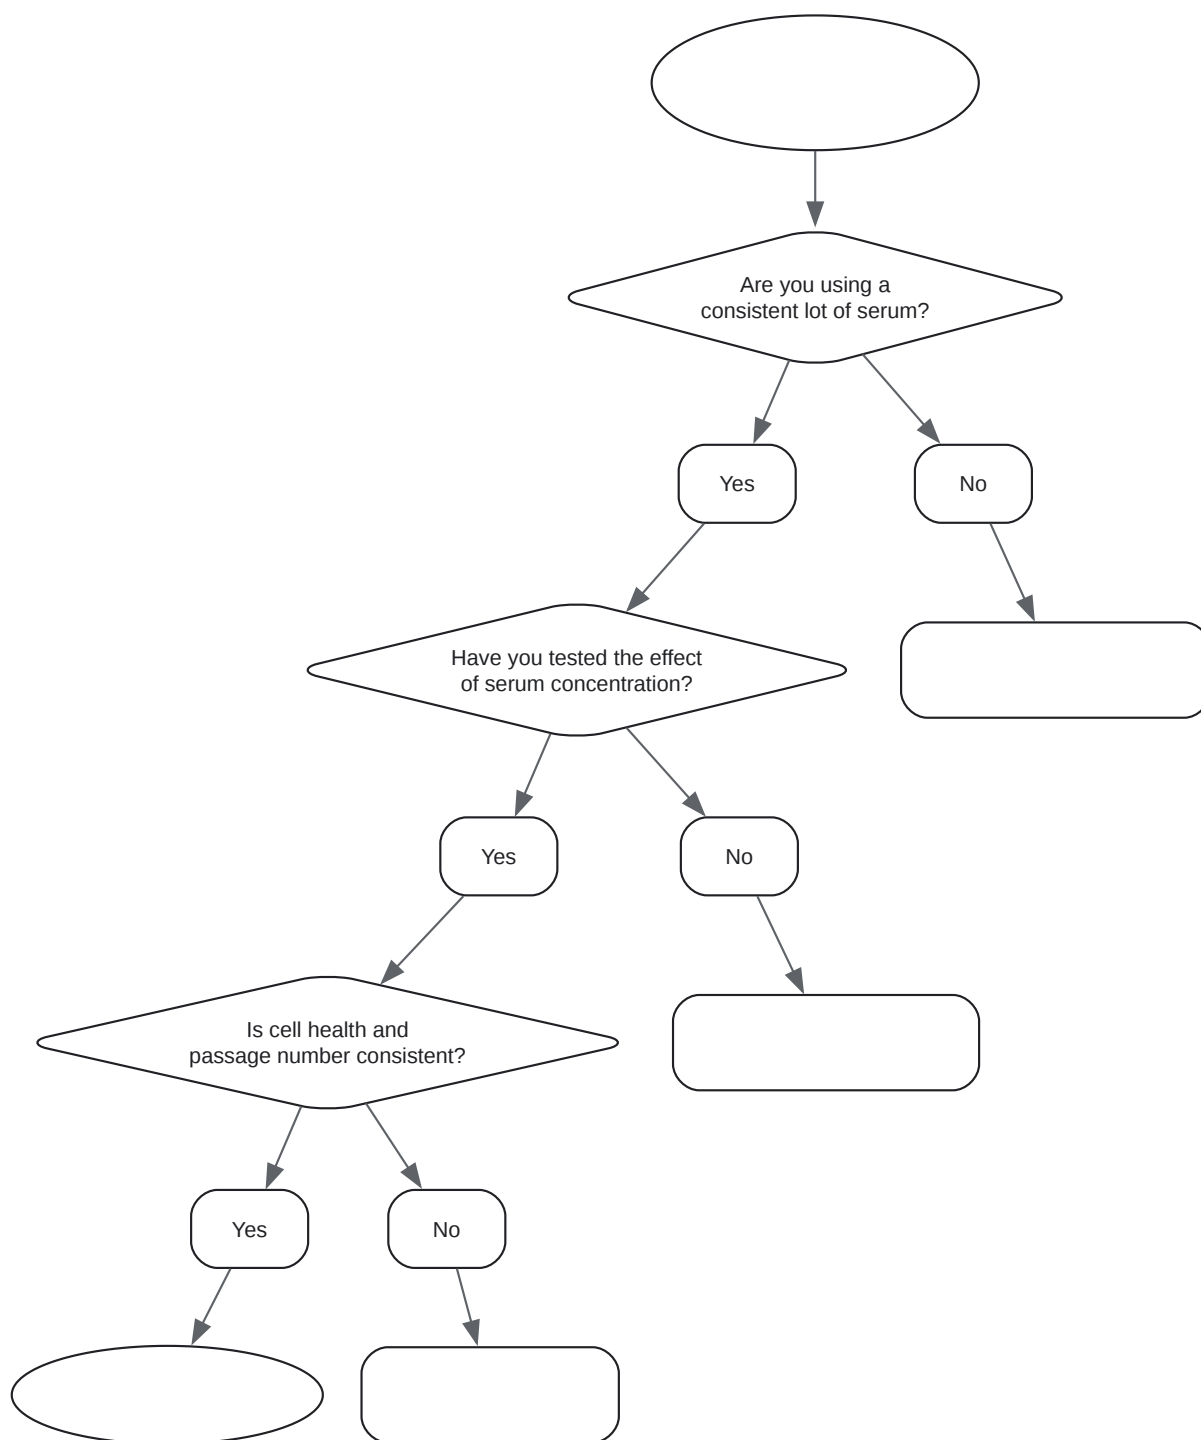 Are you using a
consistent lot of serum?
Yes
No
Have you tested the effect
of serum concentration?
Yes
No
Is cell health and
passage number consistent?
Yes
No